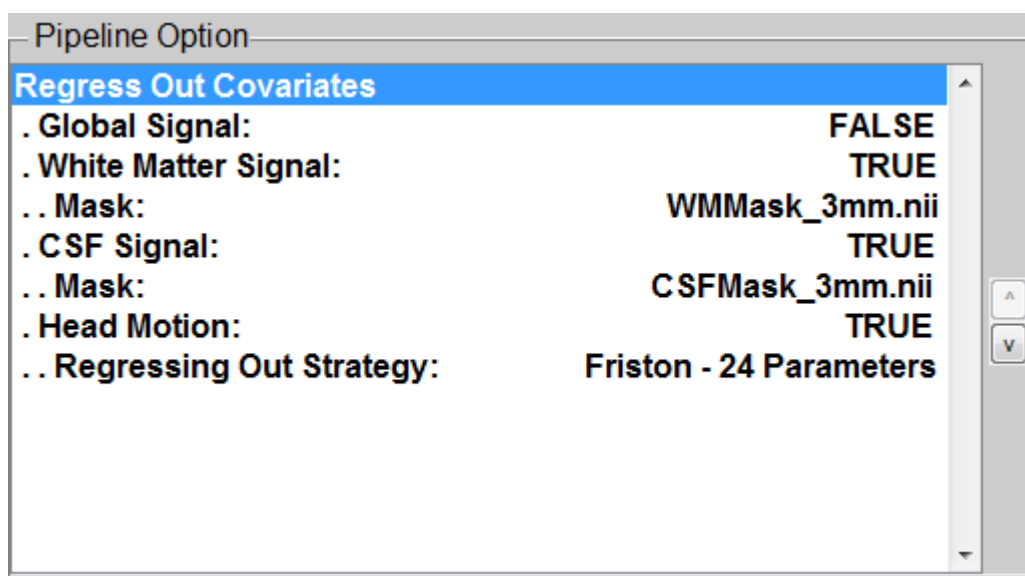 Pipeline Option
Regress Out Covariates
. Global Signal: FALSE
. White Matter Signal: TRUE
. . Mask: WMMask_3mm.nii
. CSF Signal: TRUE
. . Mask: CSFMask_3mm.nii
. Head Motion: TRUE
. . Regressing Out Strategy: Friston - 24 Parameters